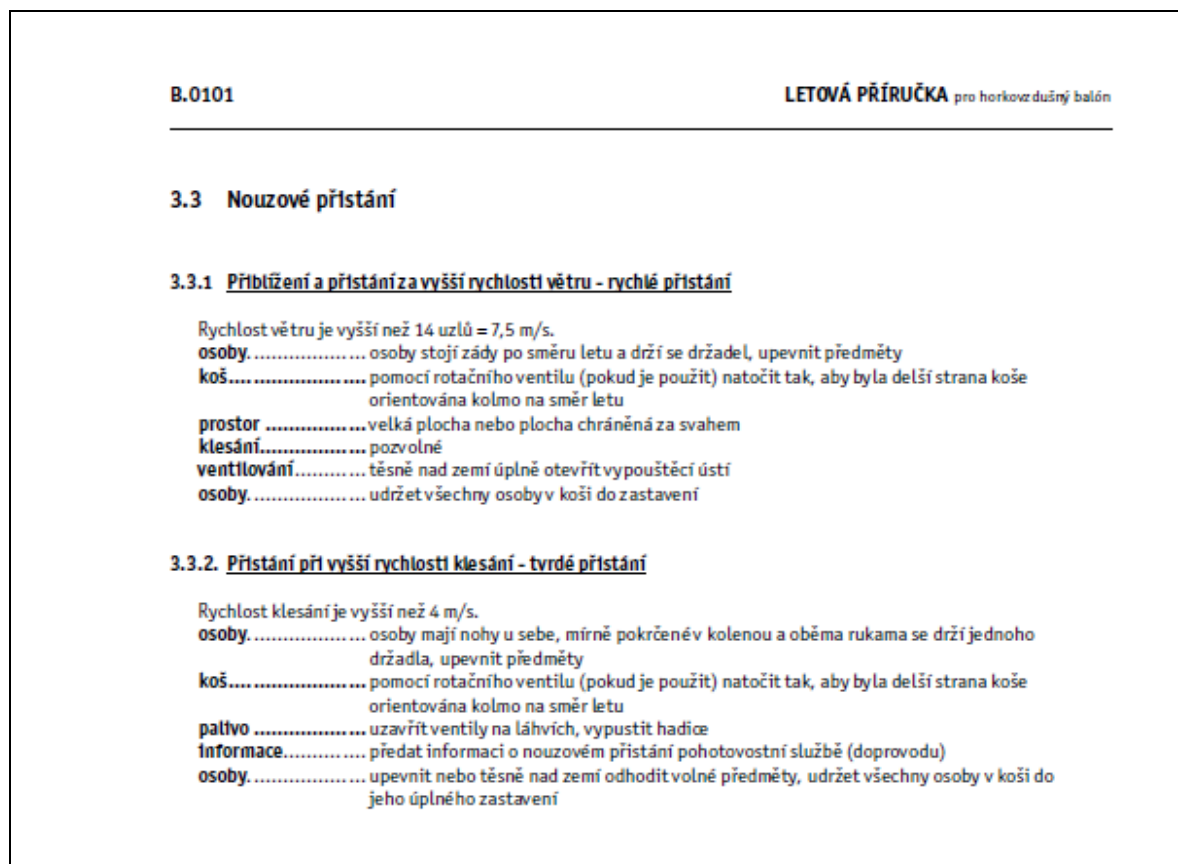 B.0101 LETOVÁ PŘÍRUČKA pro horkovzdušný balón
3.3 Nouzové přistání
3.3.1 Přiblížení a přistání za vyšší rychlosti větru - rychlé přistání
Rychlost větru je vyšší než 14 uzlů = 7,5 m/s.
osoby................... osoby stojí zády po směru letu a drží se držadel, upevnit předměty
koš..................... pomocí rotačního ventilu (pokud je použit) natočit tak, aby byla delší strana koše
orientována kolmo na směr letu
prostor ................ velká plocha nebo plocha chráněná za svahem
klesání................. pozvolné
ventilování........... těsně nad zemí úplně otevřít vypouštěcí ústí
osoby................... udržet všechny osoby v koši do zastavení
3.3.2. Přistání při vyšší rychlosti klesání - tvrdé přistání
Rychlost klesání je vyšší než 4 m/s.
osoby................... osoby mají nohy u sebe, mírně pokrčené v kolenou a oběma rukama se drží jednoho
držadla, upevnit předměty
koš..................... pomocí rotačního ventilu (pokud je použit) natočit tak, aby byla delší strana koše
orientována kolmo na směr letu
palivo .................. uzavřít ventily na láhvích, vypustit hadice
informace............. předat informaci o nouzovém přistání pohotovostní službě (doprovodu)
osoby................... upevnit nebo těsně nad zemí odhodit volné předměty, udržet všechny osoby v koši do
jeho úplného zastavení